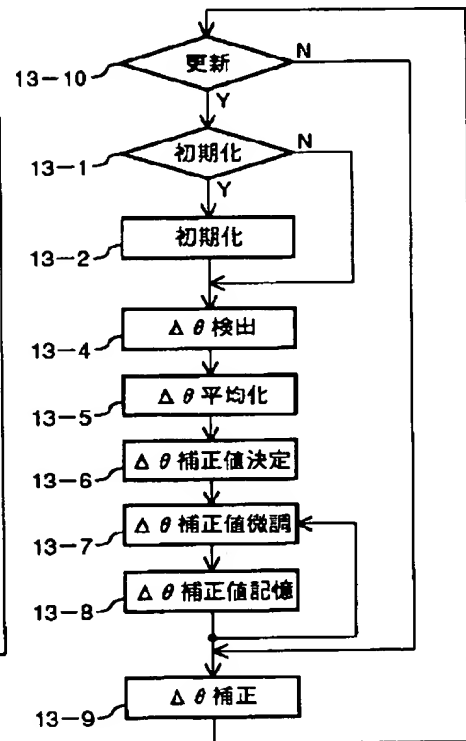 更新
N
13-10
Y
初期化
N
13-1
Y
初期化
13-2
Δθ検出
13-4
Δθ平均化
13-5
Δθ補正値決定
13-6
Δθ補正値微調
13-7
Δθ補正値記憶
13-8
Δθ補正
13-9